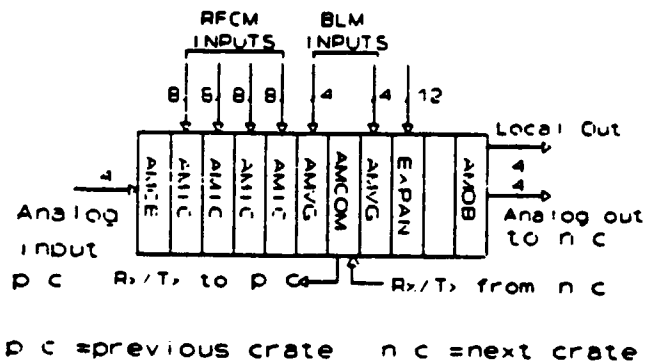 RFCM BLM
INPUTS INPUTS
8 6 8 8 4 4 12
Local Out
4
4 4
AMIC AMIC AMIC AMIC AMVG AMCOM AMVG ExPAN AMOB
Analog Analog out
input to n c
p c Rx/Tx to p c Rx/Tx from n c
p c =previous crate n c =next crate